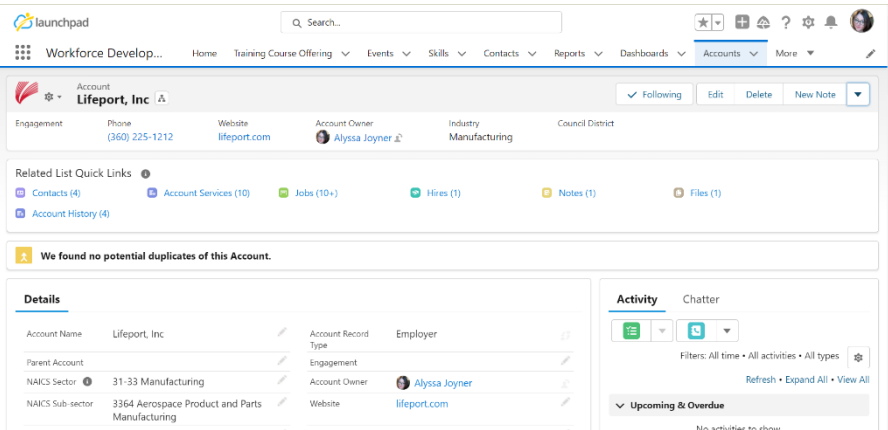 launchpad
Search...
Workforce Develop...
Home Training Course Offering Events Skills Contacts Reports Dashboards Accounts More
Account
Lifeport, Inc
Following Edit Delete New Note
Engagement Phone Website Account Owner Industry Council District
(360) 225-1212 lifeport.com Alyssa Joyner Manufacturing
Related List Quick Links
Contacts (4) Account Services (10) Jobs (10+) Hires (1) Notes (1) Files (1)
Account History (4)
We found no potential duplicates of this Account.
Details
Account Name Lifeport, Inc Account Record Type Employer
Parent Account Engagement
NAICS Sector 31-33 Manufacturing Account Owner Alyssa Joyner
NAICS Sub-sector 3364 Aerospace Product and Parts Manufacturing Website lifeport.com
Activity Chatter
Filters: All time • All activities • All types
Refresh • Expand All • View All
Upcoming & Overdue
No activities to show.